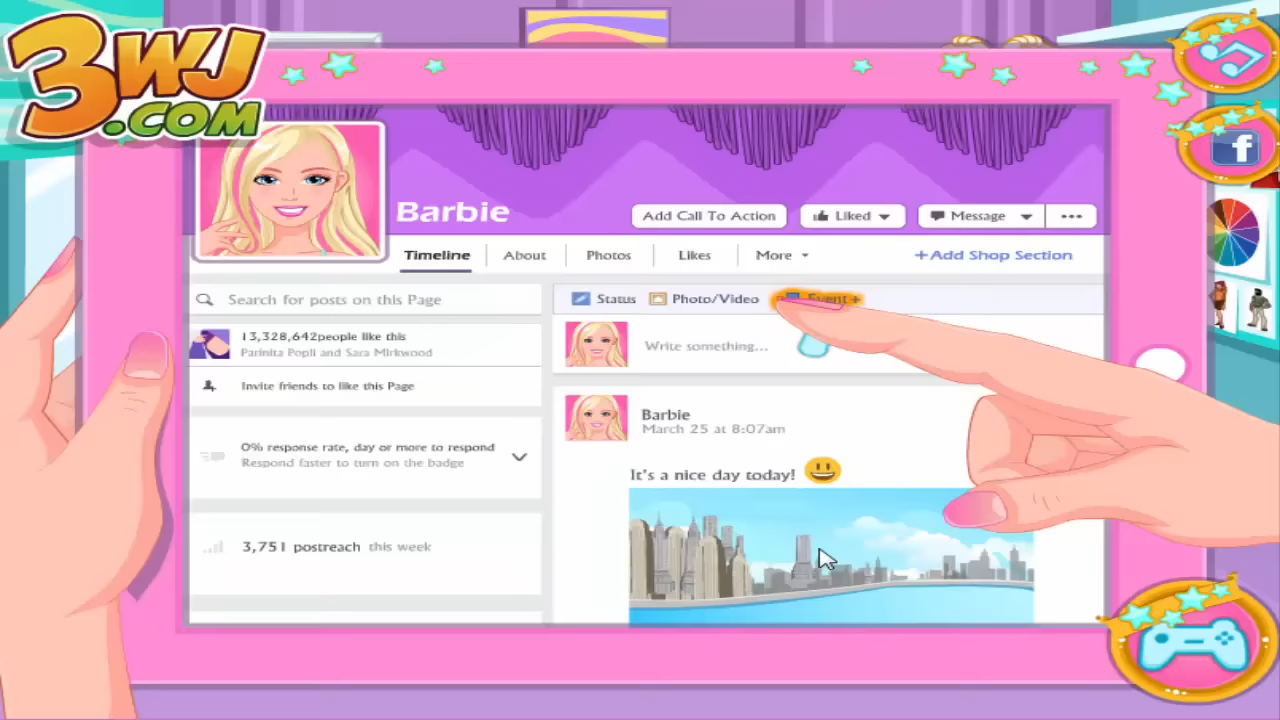 3WJ
.COM
f
Barbie
Add Call To Action
Liked
Message
Timeline
About
Photos
Likes
More
+Add Shop Section
Search for posts on this Page
Status
Photo/Video
Event +
13,328,642people like this
Parinita Popli and Sara Mirkwood
Write something...
Invite friends to like this Page
Barbie
March 25 at 8:07am
0% response rate, day or more to respond
Respond faster to turn on the badge
It's a nice day today!
3,751 postreach this week